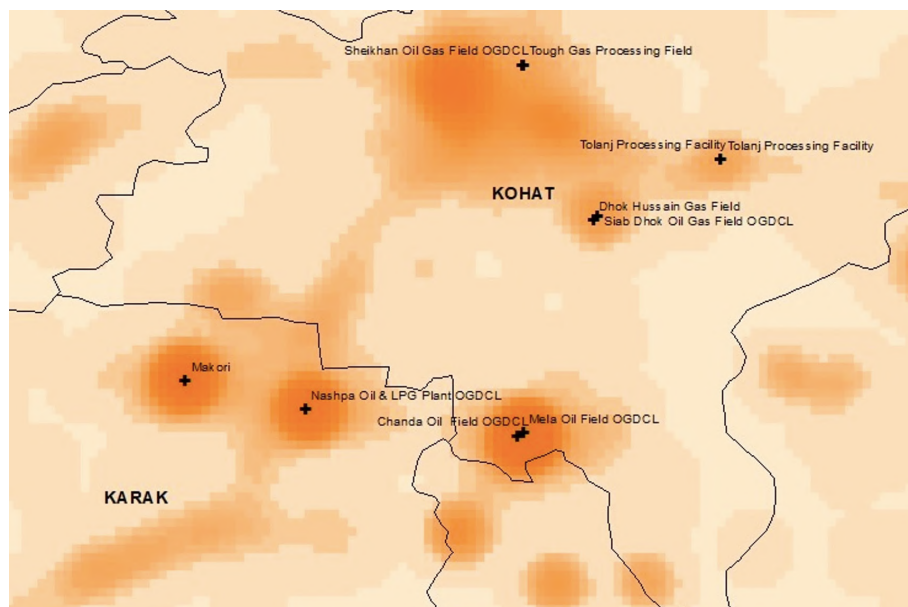 Sheikhan Oil Gas Field OGDCL Tough Gas Processing Field
Tolanj Processing Facility Tolanj Processing Facility
KOHAT
Dhok Hussain Gas Field
Siab Dhok Oil Gas Field OGDCL
Makori
Nashpa Oil & LPG Plant OGDCL
Chanda Oil Field OGDCL Mela Oil Field OGDCL
KARAK